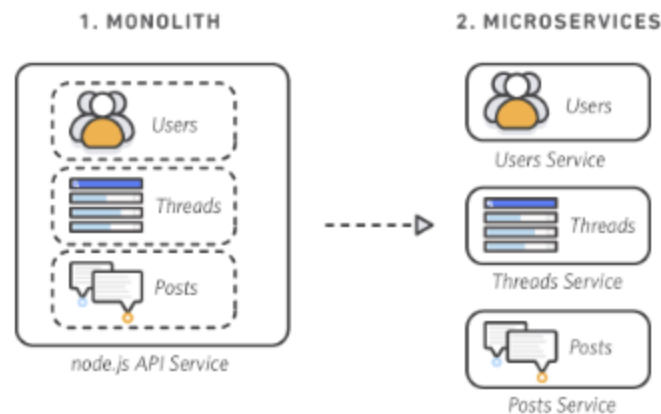 1. MONOLITH
Users
Threads
Posts
node.js API Service
2. MICROSERVICES
Users
Users Service
Threads
Threads Service
Posts
Posts Service